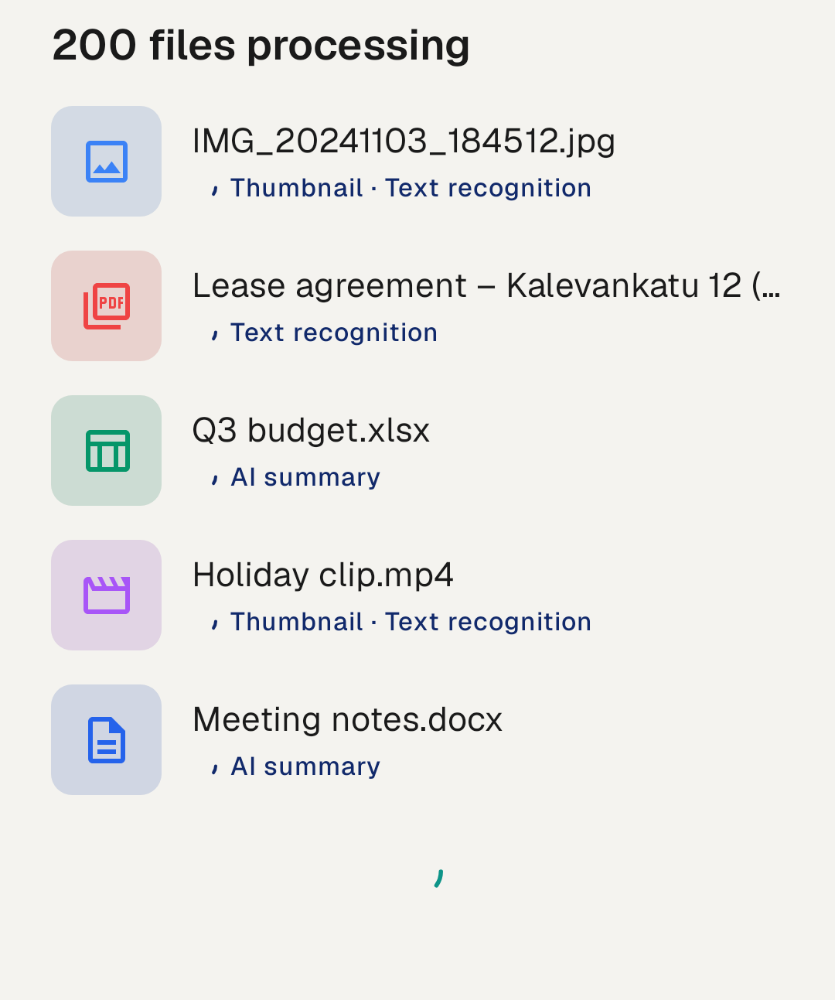 200 files processing
IMG_20241103_184512.jpg
Thumbnail · Text recognition
PDF
Lease agreement – Kalevankatu 12 (…
Text recognition
Q3 budget.xlsx
AI summary
Holiday clip.mp4
Thumbnail · Text recognition
Meeting notes.docx
AI summary